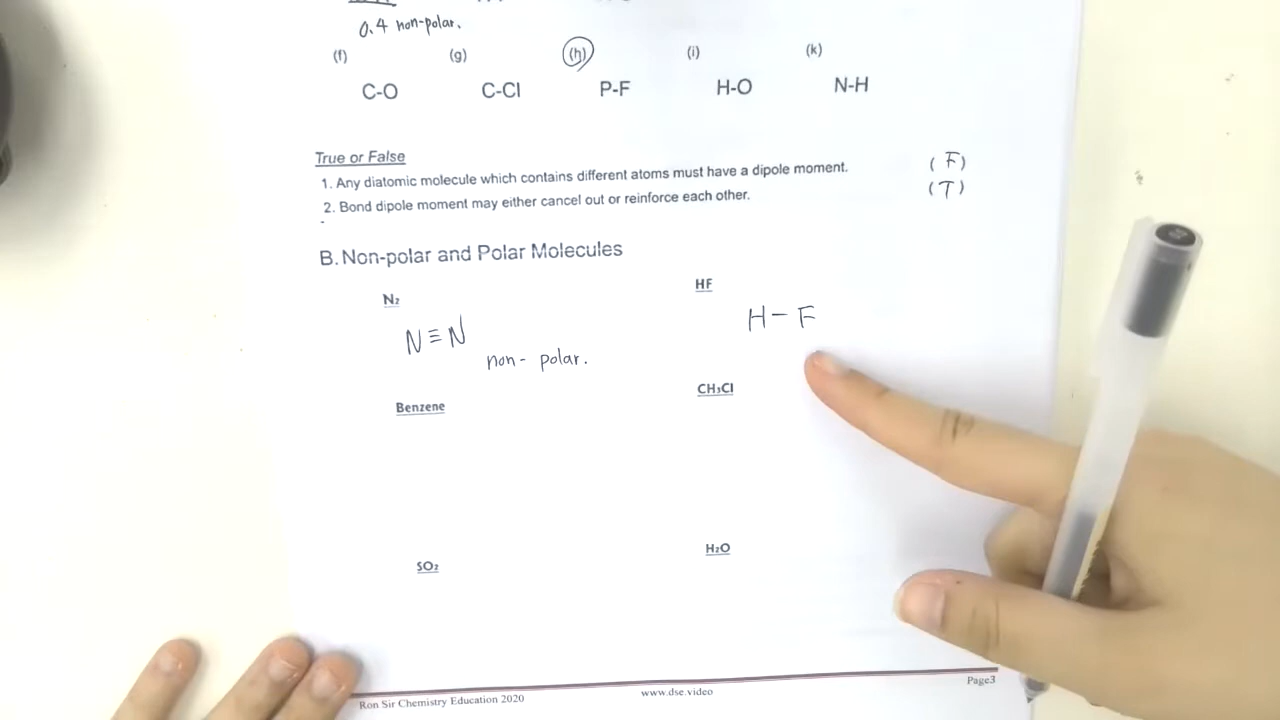 0.4 non-polar.
(f) (g) (h) (i) (k)
C-O C-Cl P-F H-O N-H
True or False
1. Any diatomic molecule which contains different atoms must have a dipole moment. (F)
2. Bond dipole moment may either cancel out or reinforce each other. (T)
B. Non-polar and Polar Molecules
N₂ HF
N≡N H-F
non-polar.
Benzene CH₃Cl
SO₂ H₂O
Ron Sir Chemistry Education 2020 www.dse.video Page3